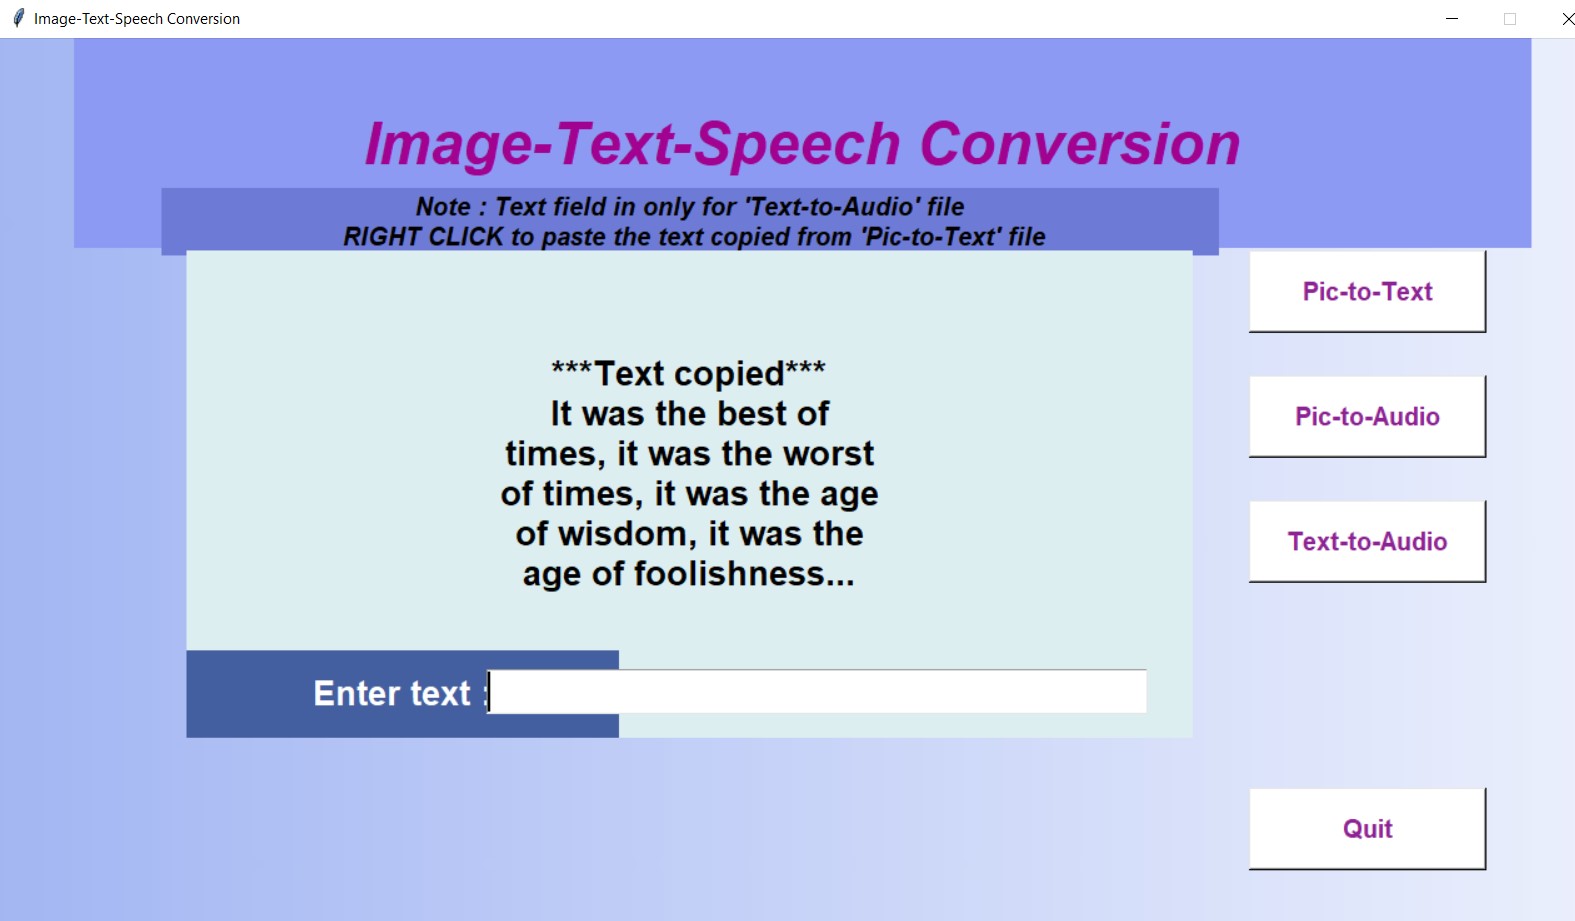 Image-Text-Speech Conversion
Image-Text-Speech Conversion
Note : Text field in only for 'Text-to-Audio' file
RIGHT CLICK to paste the text copied from 'Pic-to-Text' file
Pic-to-Text
***Text copied***
It was the best of
times, it was the worst
of times, it was the age
of wisdom, it was the
age of foolishness...
Pic-to-Audio
Text-to-Audio
Enter text :
Quit